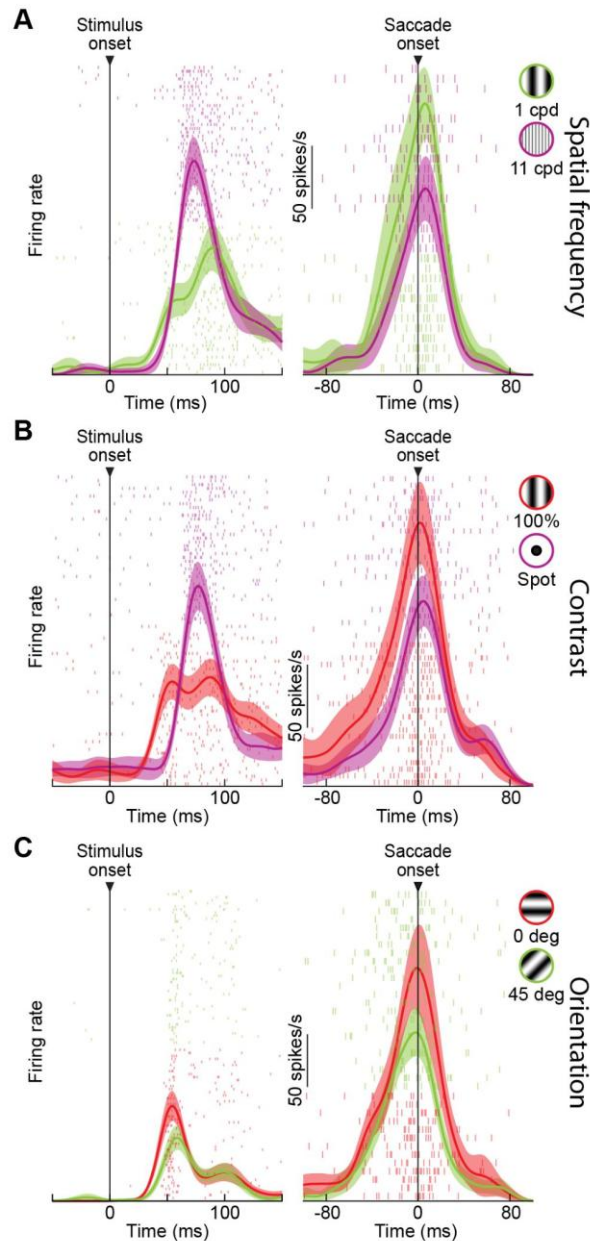 A
Stimulus
onset
Saccade
onset
1 cpd
11 cpd
Spatial frequency
50 spikes/s
Firing rate
0
100
-80
0
80
Time (ms)
Time (ms)
B
Stimulus
onset
Saccade
onset
100%
Spot
Contrast
Firing rate
50 spikes/s
0
100
-80
0
80
Time (ms)
Time (ms)
C
Stimulus
onset
Saccade
onset
0 deg
45 deg
Orientation
Firing rate
50 spikes/s
0
100
-80
0
80
Time (ms)
Time (ms)